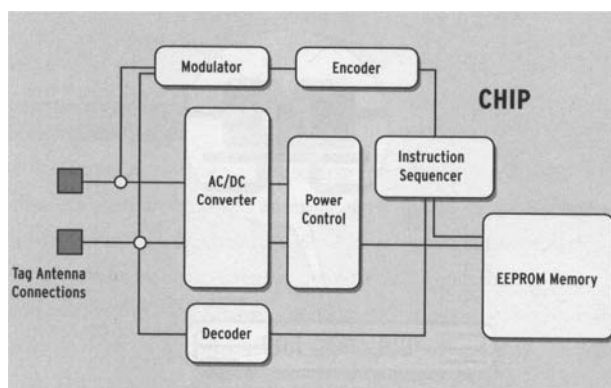 Modulator
Encoder
CHIP
AC/DC
Converter
Power
Control
Instruction
Sequencer
EEPROM Memory
Tag Antenna
Connections
Decoder